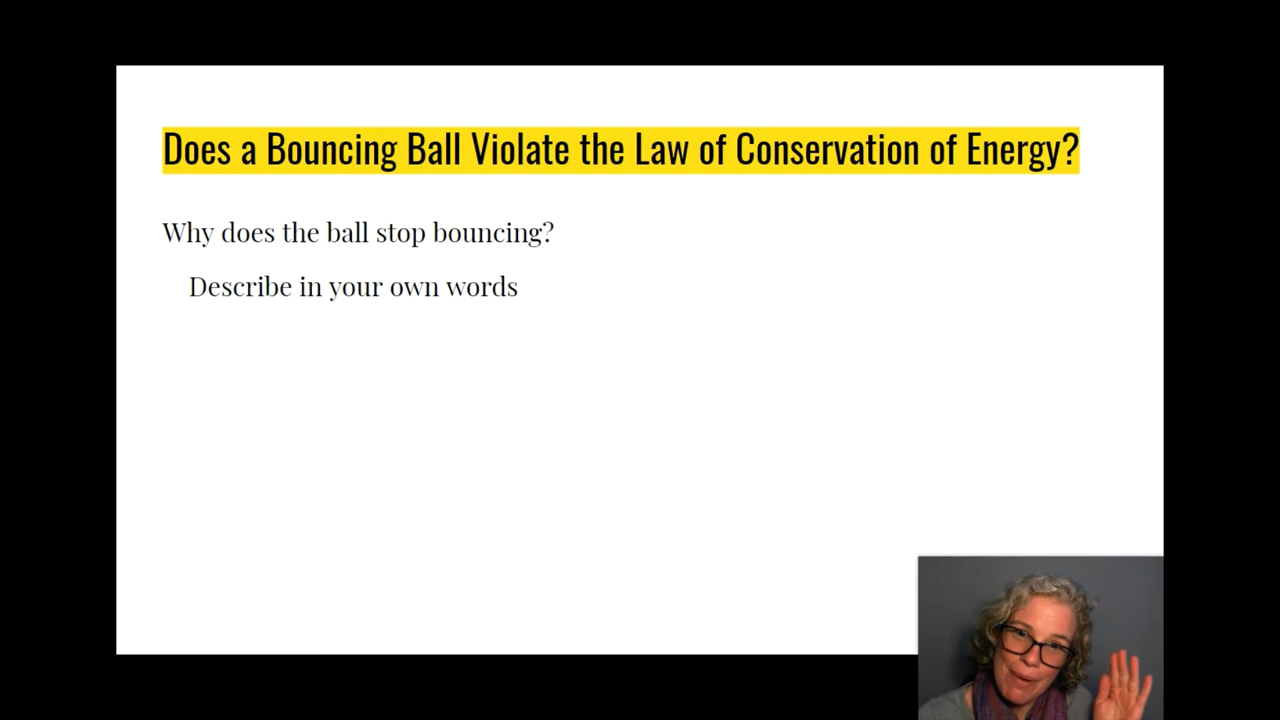 Does a Bouncing Ball Violate the Law of Conservation of Energy?
Why does the ball stop bouncing?
Describe in your own words